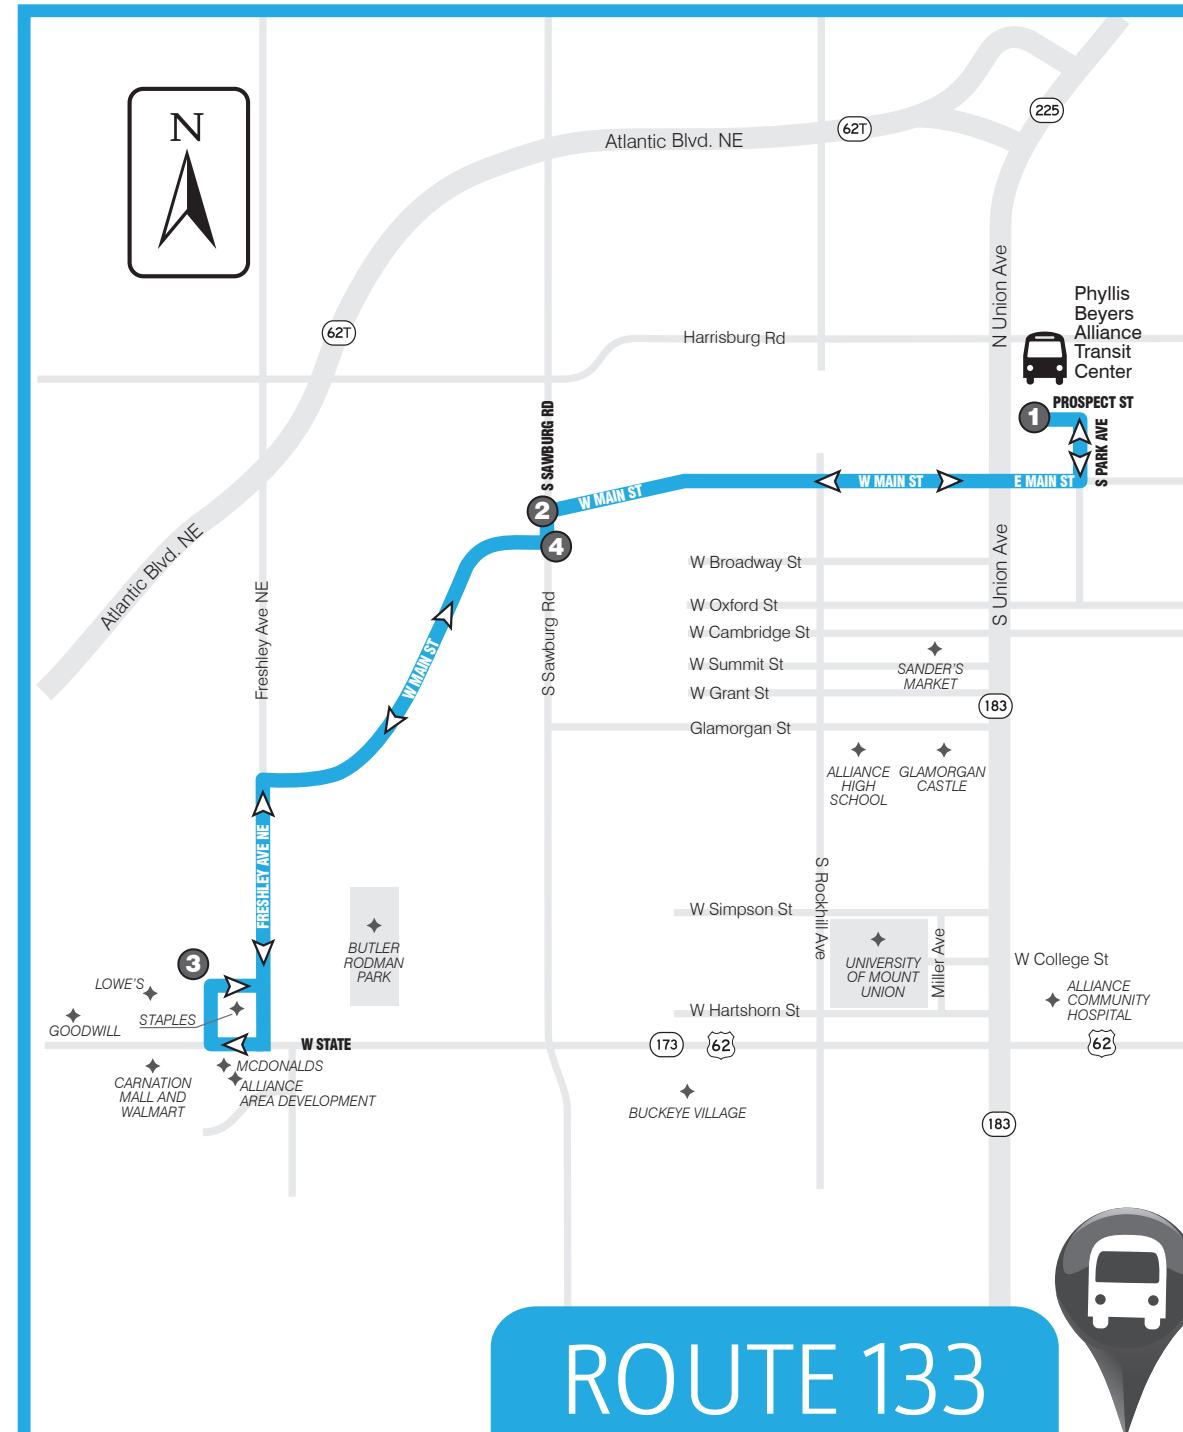 N
225
62T
Atlantic Blvd. NE
N Union Ave
Phyllis
Beyers
Alliance
Transit
Center
62T
Harrisburg Rd
1
PROSPECT ST
S PARK AVE
S SAWBURG RD
2
W MAIN ST
W MAIN ST
E MAIN ST
4
Atlantic Blvd. NE
Freshley Ave NE
W MAIN ST
S Sawburg Rd
W Broadway St
S Union Ave
W Oxford St
W Cambridge St
W Summit St
SANDER'S
MARKET
W Grant St
183
Glamorgan St
ALLIANCE
HIGH
SCHOOL
GLAMORGAN
CASTLE
FRESHLEY AVE NE
S Rockhill Ave
W Simpson St
BUTLER
RODMAN
PARK
UNIVERSITY
OF MOUNT
UNION
Miller Ave
W College St
3
LOWE'S
STAPLES
GOODWILL
W Hartshorn St
ALLIANCE
COMMUNITY
HOSPITAL
W STATE
173
62
62
MCDONALDS
CARNATION
MALL AND
WALMART
ALLIANCE
AREA DEVELOPMENT
BUCKEYE VILLAGE
183
ROUTE 133